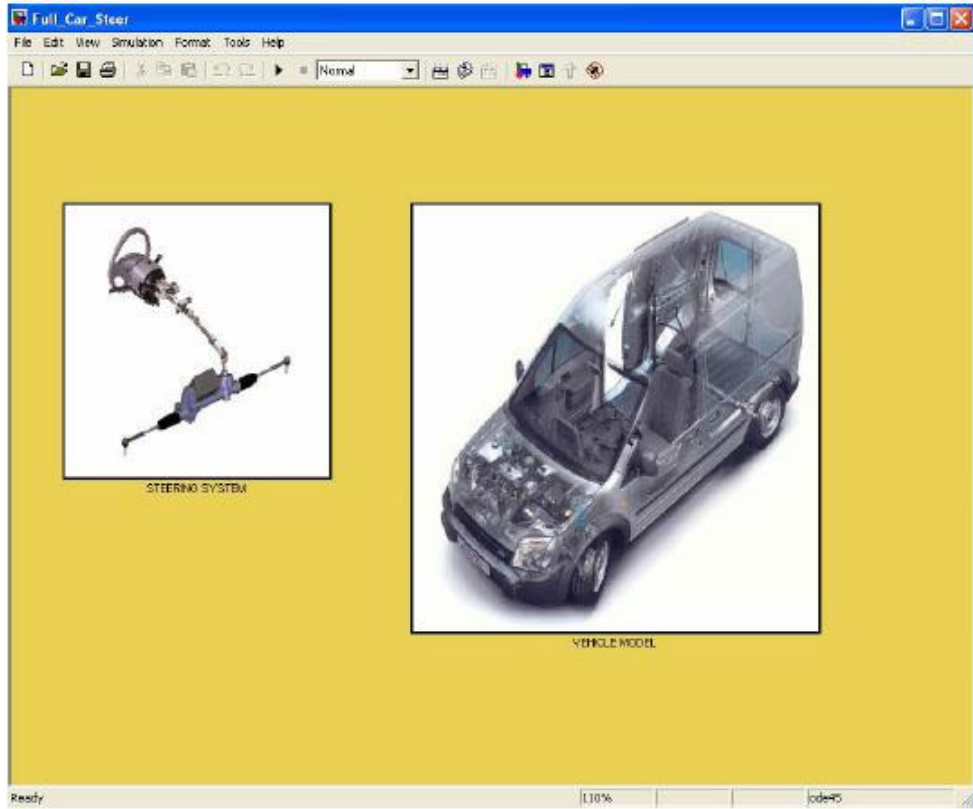 Full_Car_Steer
File Edit View Simulation Format Tools Help
Normal
STEERING SYSTEM
VEHICLE MODEL
Ready 110% ode45